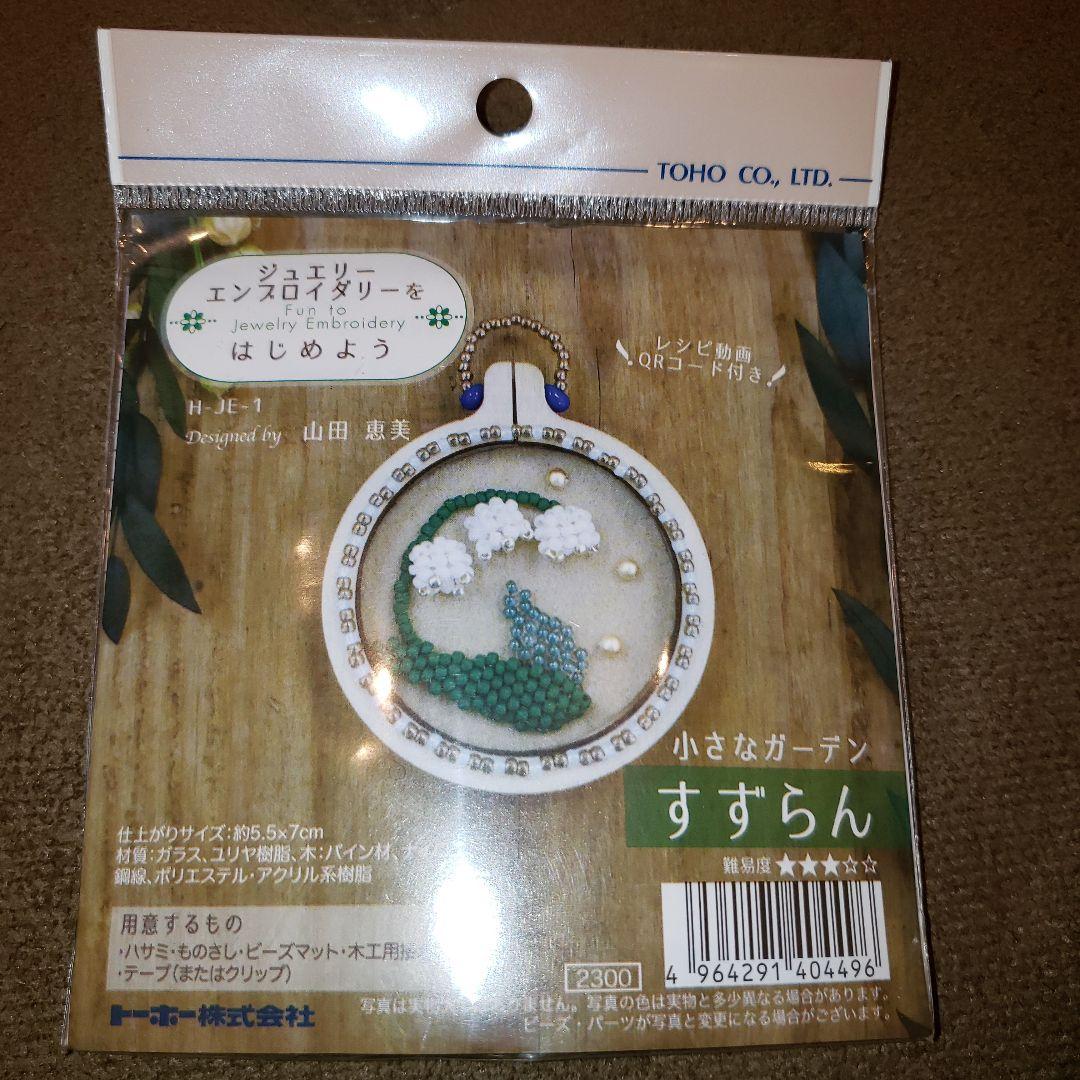 TOHO CO., LTD.
ジュエリー
エンブロイダリーを
Fun to
Jewelry Embroidery
はじめよう
レシピ動画
QRコード付き
H-JE-1
Designed by 山田 恵美
小さなガーデン
すずらん
難易度★★★☆☆
仕上がりサイズ:約5.5×7cm
材質:ガラス、ユリヤ樹脂、木:パイン材、
鋼線、ポリエステル・アクリル系樹脂
用意するもの
・ハサミ・ものさし・ビーズマット・木工用
・テープ(またはクリップ)
トーホー株式会社
2300
4 964291 404496
写真は実物 ません。写真の色は実物と多少異なる場合があります。
ビーズ・パーツが写真と変更になる場合がございます。